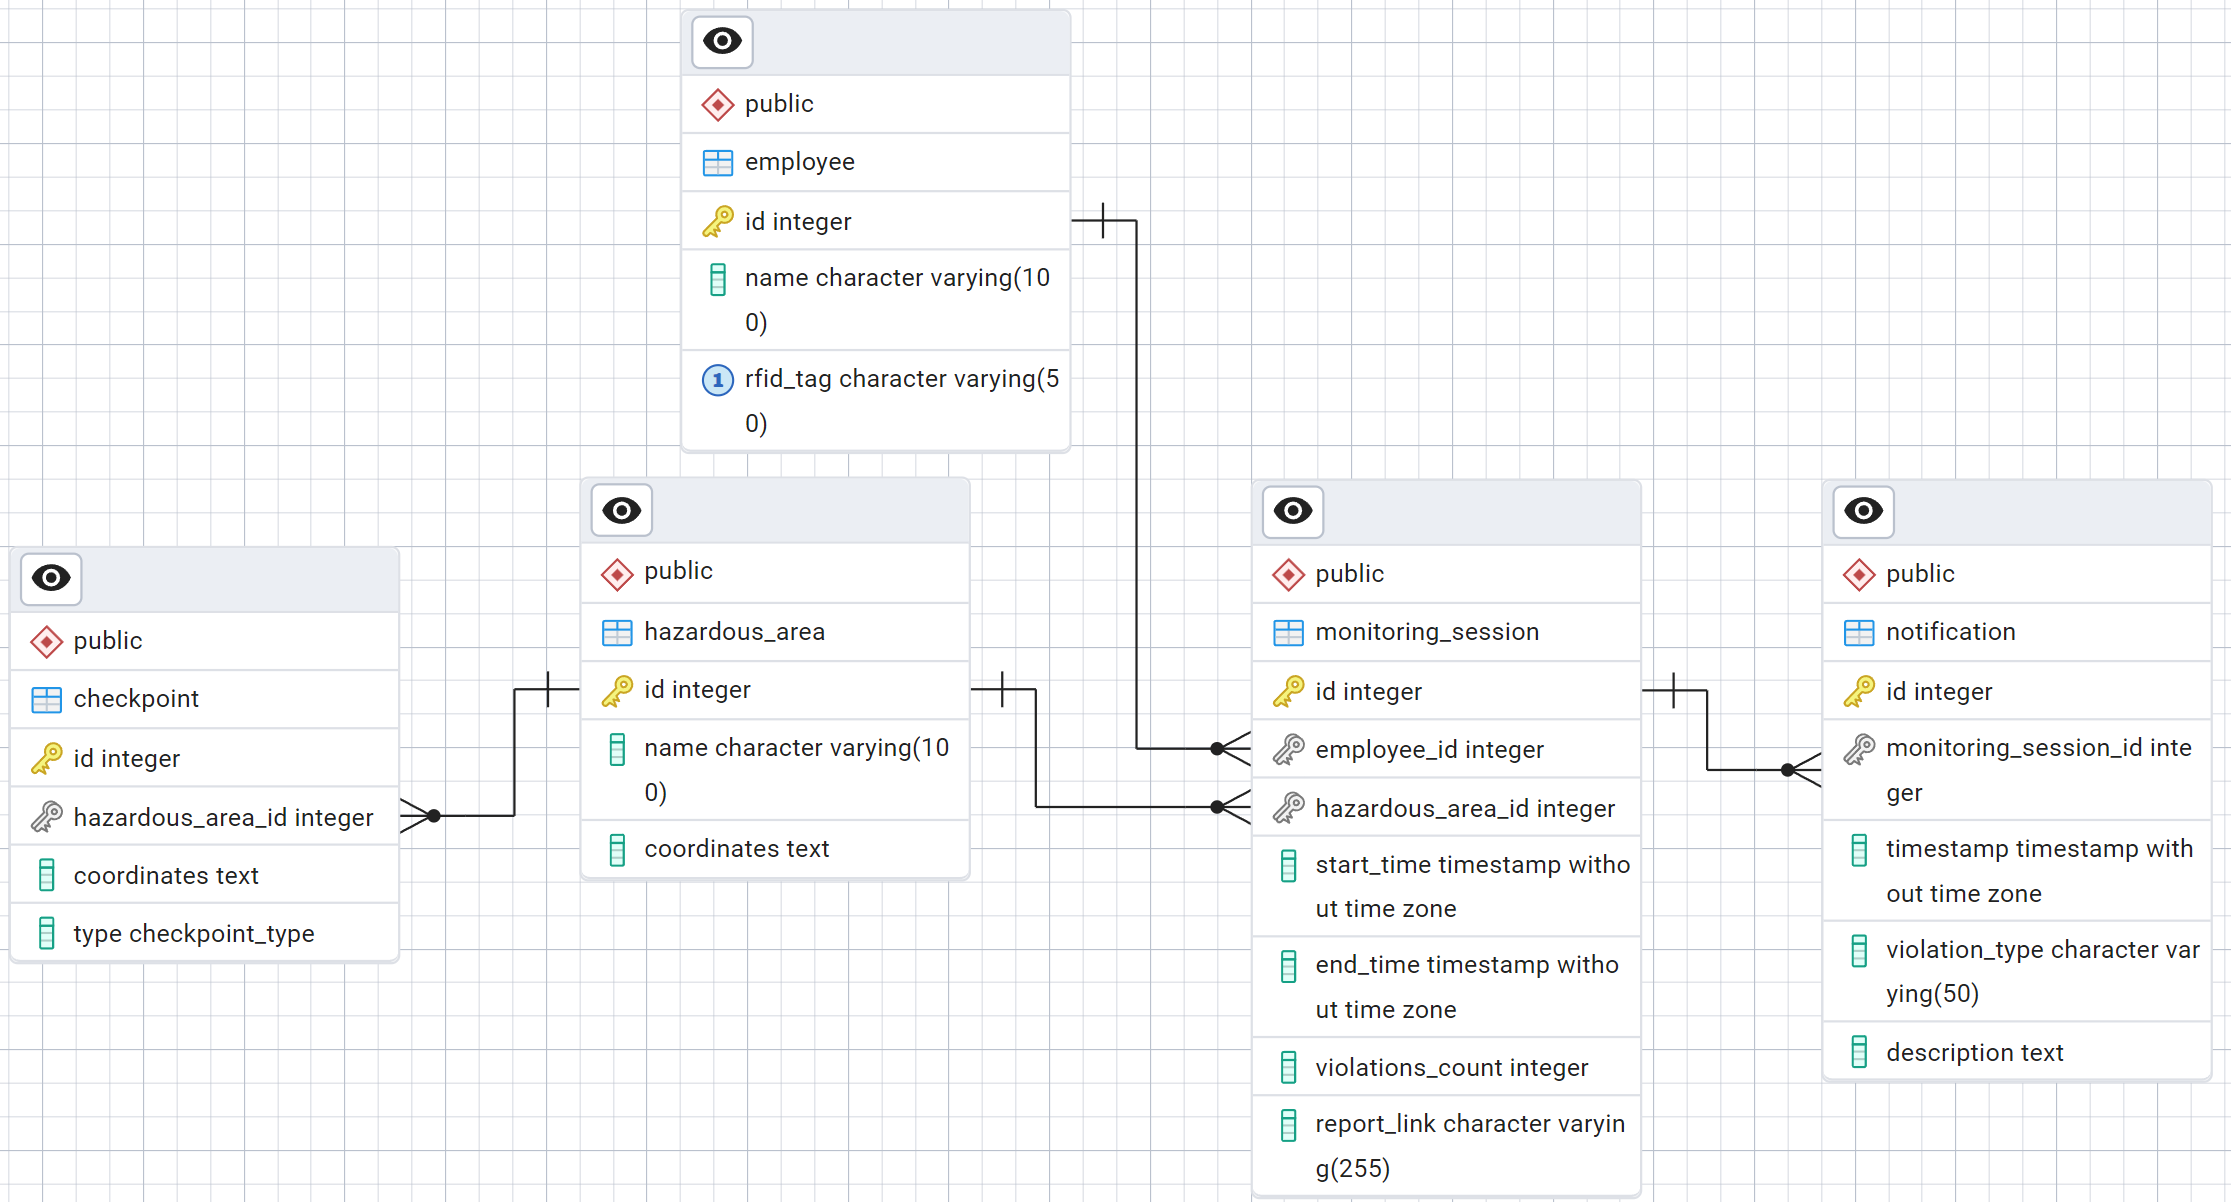 public
employee
id integer
name character varying(10
0)
1 rfid_tag character varying(5
0)
public
checkpoint
id integer
hazardous_area_id integer
coordinates text
type checkpoint_type
public
hazardous_area
id integer
name character varying(10
0)
coordinates text
public
monitoring_session
id integer
employee_id integer
hazardous_area_id integer
start_time timestamp witho
ut time zone
end_time timestamp witho
ut time zone
violations_count integer
report_link character varyin
g(255)
public
notification
id integer
monitoring_session_id inte
ger
timestamp timestamp with
out time zone
violation_type character var
ying(50)
description text